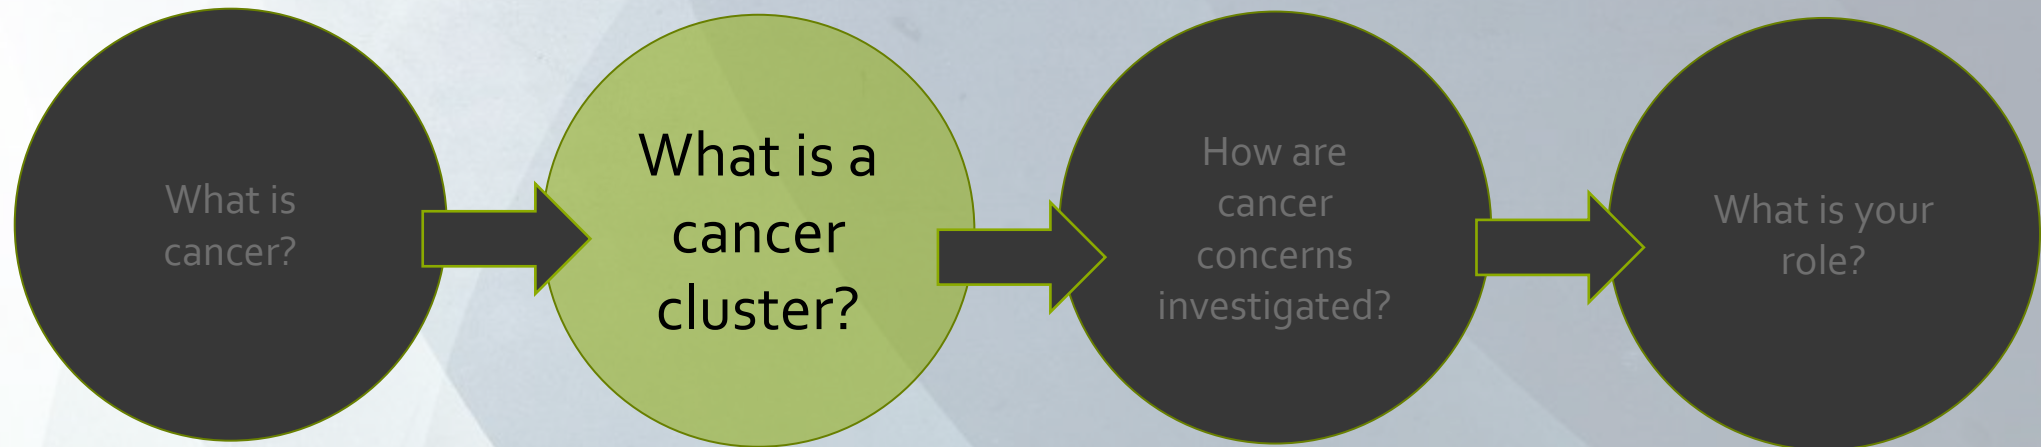 What is
cancer?
What is a
cancer
cluster?
How are
cancer
concerns
investigated?
What is your
role?